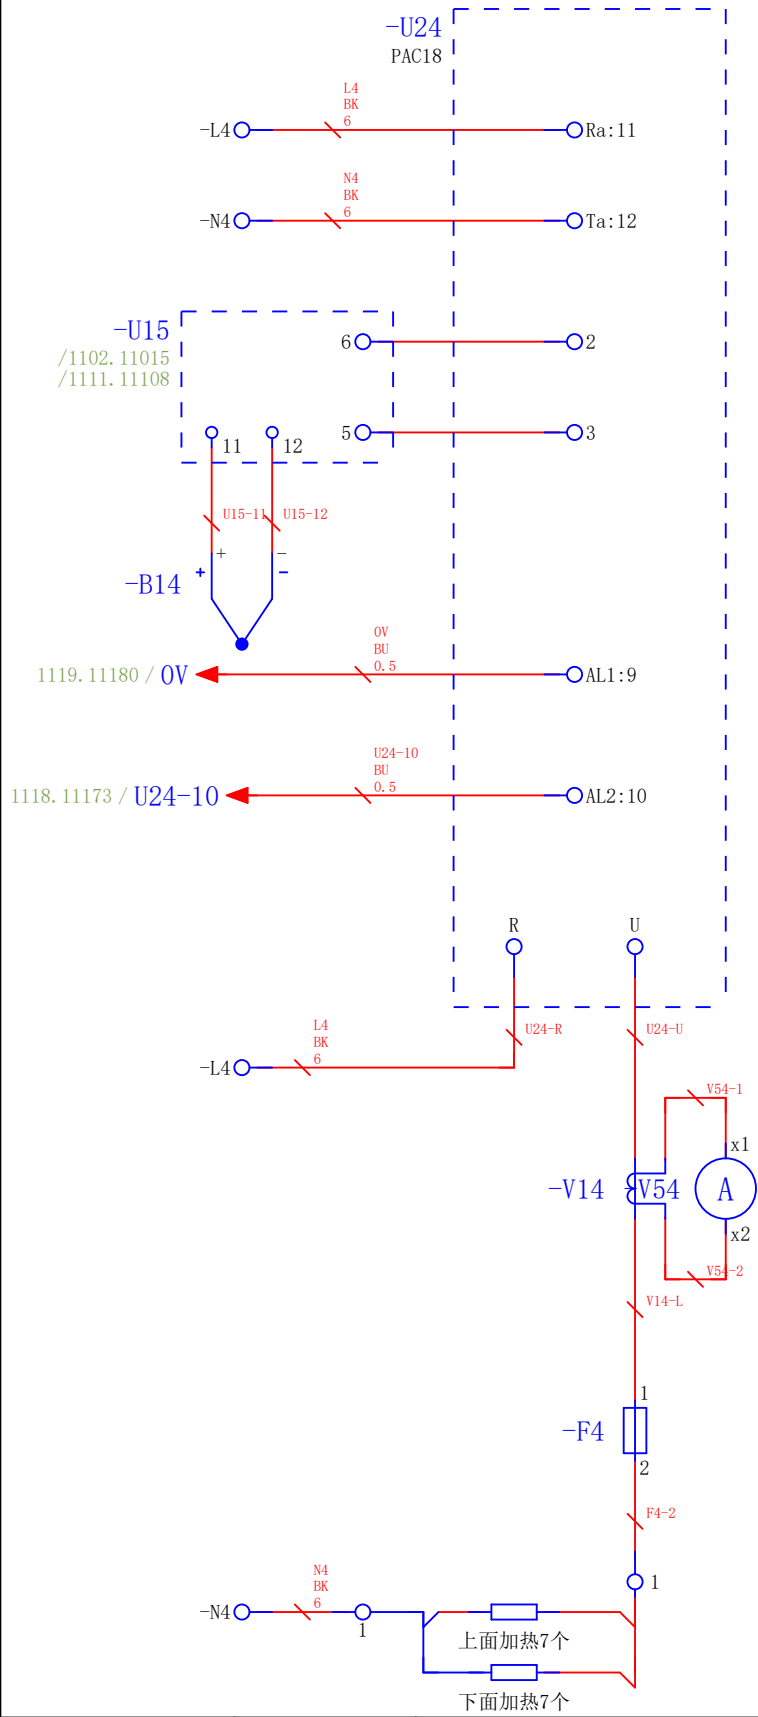 -U24
PAC18
L4
BK
6
-L4
Ra:11
N4
BK
6
-N4
Ta:12
-U15
/1102.11015
/1111.11108
6
2
11
12
5
3
U15-11
U15-12
+
-
+
-
-B14
0V
BU
0.5
1119.11180 / 0V
AL1:9
U24-10
BU
0.5
1118.11173 / U24-10
AL2:10
R
U
L4
BK
6
U24-R
U24-U
-L4
V54-1
x1
-V14
-V54
A
x2
V54-2
V14-L
1
-F4
2
F4-2
1
N4
BK
6
-N4
1
上面加热7个
下面加热7个